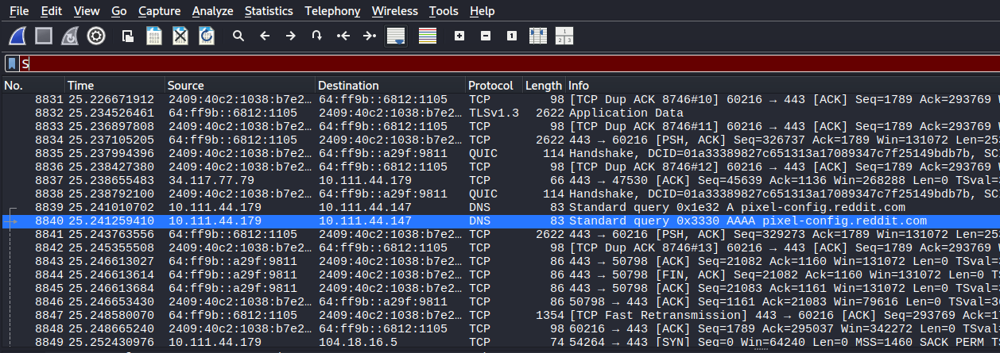 File Edit View Go Capture Analyze Statistics Telephony Wireless Tools Help
S
No. Time Source Destination Protocol Length Info
8831 25.226671912 2409:40c2:1038:b7e2… 64:ff9b::6812:1105 TCP 98 [TCP Dup ACK 8746#10] 60216 → 443 [ACK] Seq=1789 Ack=293769
8832 25.234526461 64:ff9b::6812:1105 2409:40c2:1038:b7e2… TLSv1.3 2622 Application Data
8833 25.236897808 2409:40c2:1038:b7e2… 64:ff9b::6812:1105 TCP 98 [TCP Dup ACK 8746#11] 60216 → 443 [ACK] Seq=1789 Ack=293769
8834 25.237105205 64:ff9b::6812:1105 2409:40c2:1038:b7e2… TCP 2622 443 → 60216 [PSH, ACK] Seq=326737 Ack=1789 Win=131072 Len=25
8835 25.237994396 2409:40c2:1038:b7e2… 64:ff9b::a29f:9811 QUIC 114 Handshake, DCID=01a33389827c651313a17089347c7f25149bdb7b, SC
8836 25.238427380 2409:40c2:1038:b7e2… 64:ff9b::6812:1105 TCP 98 [TCP Dup ACK 8746#12] 60216 → 443 [ACK] Seq=1789 Ack=293769
8837 25.238655483 34.117.77.79 10.111.44.179 TCP 66 443 → 47530 [ACK] Seq=45639 Ack=1136 Win=268288 Len=0 TSval=
8838 25.238792100 2409:40c2:1038:b7e2… 64:ff9b::a29f:9811 QUIC 114 Handshake, DCID=01a33389827c651313a17089347c7f25149bdb7b, SC
8839 25.241010702 10.111.44.179 10.111.44.147 DNS 83 Standard query 0x1e32 A pixel-config.reddit.com
8840 25.241259410 10.111.44.179 10.111.44.147 DNS 83 Standard query 0x3330 AAAA pixel-config.reddit.com
8841 25.243763556 64:ff9b::6812:1105 2409:40c2:1038:b7e2… TCP 2622 443 → 60216 [PSH, ACK] Seq=329273 Ack=1789 Win=131072 Len=25
8842 25.245355508 2409:40c2:1038:b7e2… 64:ff9b::6812:1105 TCP 98 [TCP Dup ACK 8746#13] 60216 → 443 [ACK] Seq=1789 Ack=293769
8843 25.246613027 64:ff9b::a29f:9811 2409:40c2:1038:b7e2… TCP 86 443 → 50798 [ACK] Seq=21082 Ack=1160 Win=131072 Len=0 TSval=
8844 25.246613614 64:ff9b::a29f:9811 2409:40c2:1038:b7e2… TCP 86 443 → 50798 [FIN, ACK] Seq=21082 Ack=1160 Win=131072 Len=0 T
8845 25.246613684 64:ff9b::a29f:9811 2409:40c2:1038:b7e2… TCP 86 443 → 50798 [ACK] Seq=21083 Ack=1161 Win=131072 Len=0 TSval=
8846 25.246653430 2409:40c2:1038:b7e2… 64:ff9b::a29f:9811 TCP 86 50798 → 443 [ACK] Seq=1161 Ack=21083 Win=79616 Len=0 TSval=3
8847 25.248580070 64:ff9b::6812:1105 2409:40c2:1038:b7e2… TCP 1354 [TCP Fast Retransmission] 443 → 60216 [ACK] Seq=293769 Ack=1
8848 25.248665240 2409:40c2:1038:b7e2… 64:ff9b::6812:1105 TCP 98 60216 → 443 [ACK] Seq=1789 Ack=295037 Win=342272 Len=0 TSval
8849 25.252430976 10.111.44.179 104.18.16.5 TCP 74 54264 → 443 [SYN] Seq=0 Win=64240 Len=0 MSS=1460 SACK_PERM T